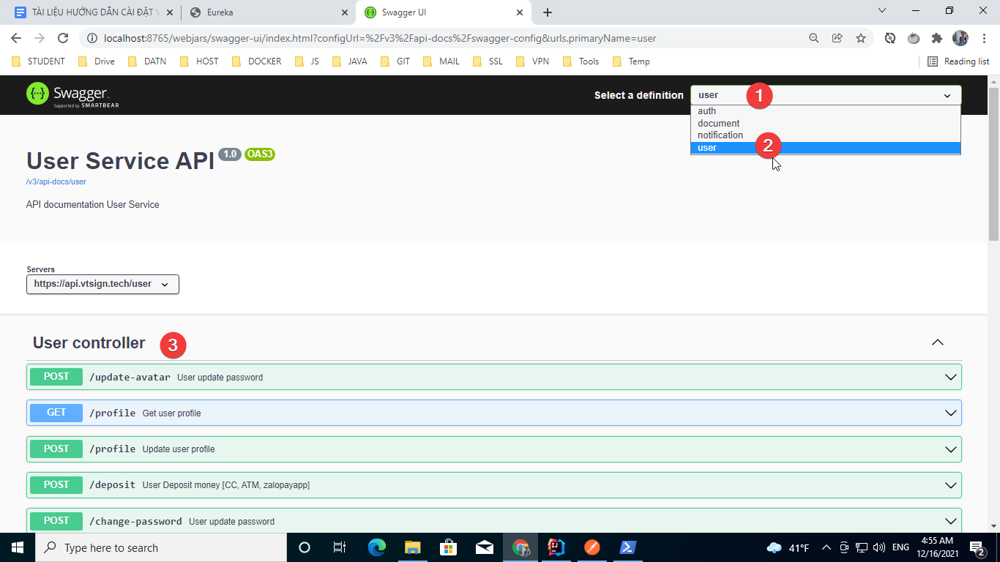 TÀI LIỆU HƯỚNG DẪN CÀI ĐẶT V
Eureka
Swagger UI
localhost:8765/webjars/swagger-ui/index.html?configUrl=%2Fv3%2Fapi-docs%2Fswagger-config&urls.primaryName=user
STUDENT Drive DATN HOST DOCKER JS JAVA GIT MAIL SSL VPN Tools Temp Reading list
Swagger
Supported by SMARTBEAR
Select a definition
user 1
auth
document
notification
user 2
User Service API 1.0 OAS3
/v3/api-docs/user
API documentation User Service
Servers
https://api.vtsign.tech/user
User controller 3
POST /update-avatar User update password
GET /profile Get user profile
POST /profile Update user profile
POST /deposit User Deposit money [CC, ATM, zalopayapp]
POST /change-password User update password
Type here to search
41°F
ENG
4:55 AM
12/16/2021
2